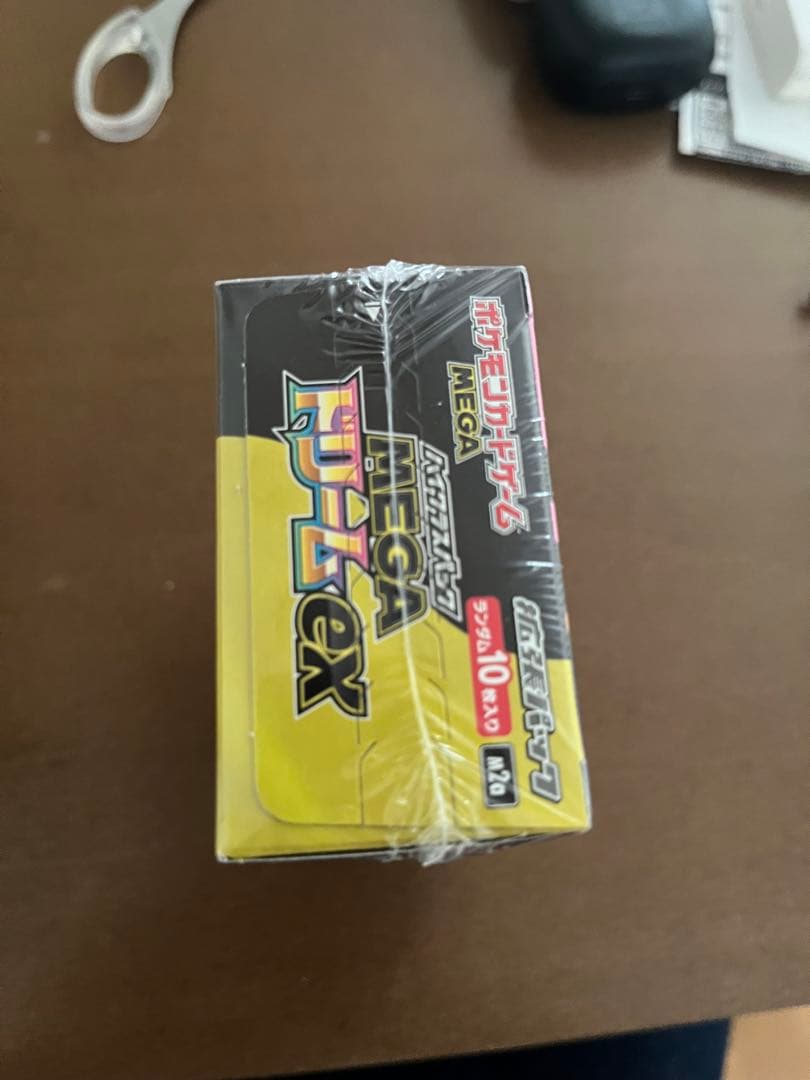 ポケモンカードゲーム
MEGA
拡張パック
ハイクラスパック
MEGA
ドリームex
ランダム10枚入り
M2a